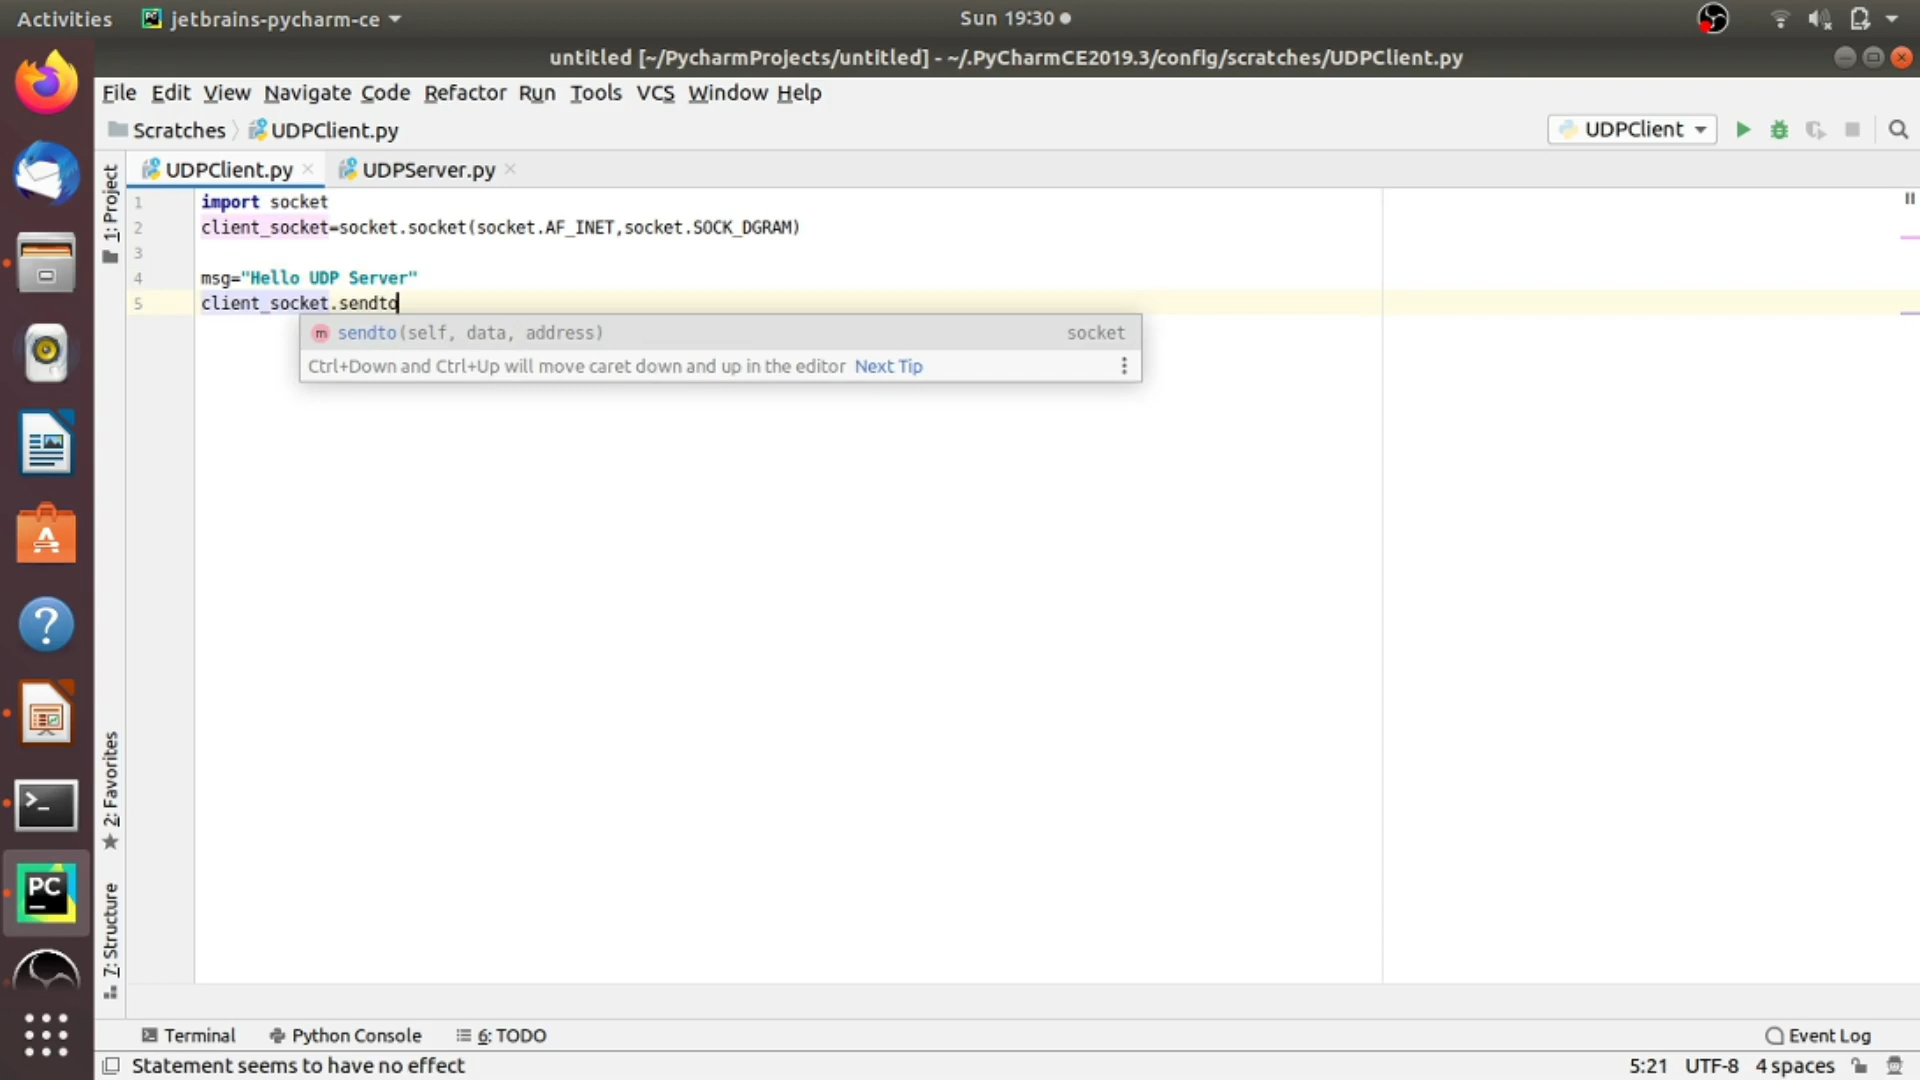 Activities jetbrains-pycharm-ce Sun 19:30
untitled [~/PycharmProjects/untitled] - ~/.PyCharmCE2019.3/config/scratches/UDPClient.py
File Edit View Navigate Code Refactor Run Tools VCS Window Help
Scratches UDPClient.py UDPClient
UDPClient.py UDPServer.py
1 import socket
2 client_socket=socket.socket(socket.AF_INET,socket.SOCK_DGRAM)
3
4 msg="Hello UDP Server"
5 client_socket.sendto
m sendto(self, data, address) socket
Ctrl+Down and Ctrl+Up will move caret down and up in the editor Next Tip
1: Project
2: Favorites
7: Structure
PC
Terminal Python Console 6: TODO Event Log
Statement seems to have no effect 5:21 UTF-8 4 spaces